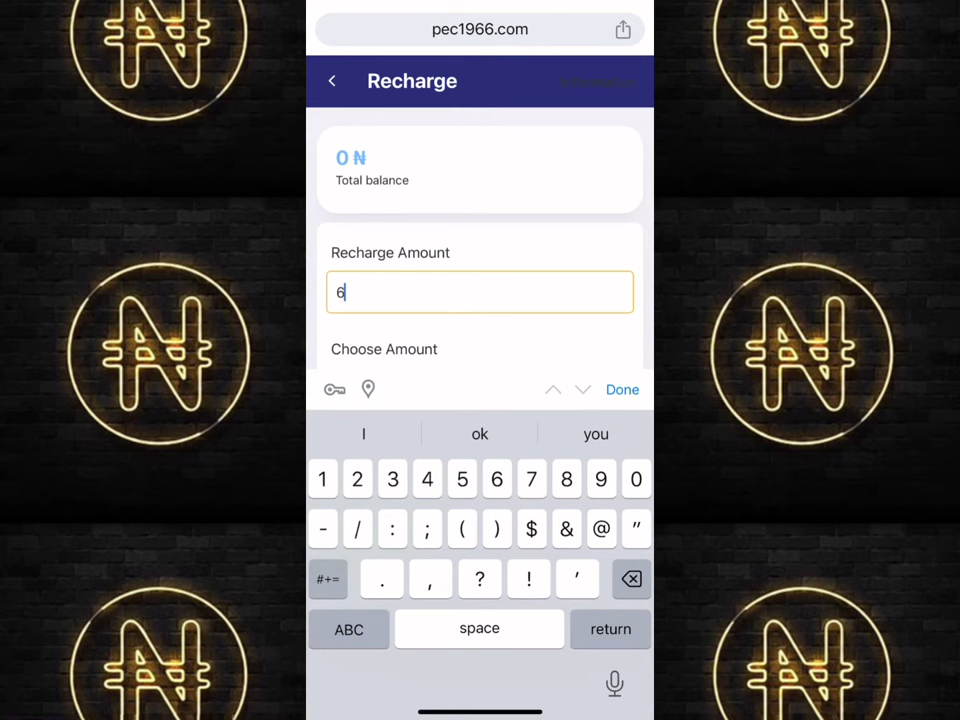 pec1966.com
Recharge
0 ₦
Total balance
Recharge Amount
6
Choose Amount
Done
I ok you
1 2 3 4 5 6 7 8 9 0
- / : ; ( ) $ & @ "
#+= . , ? ! '
ABC space return